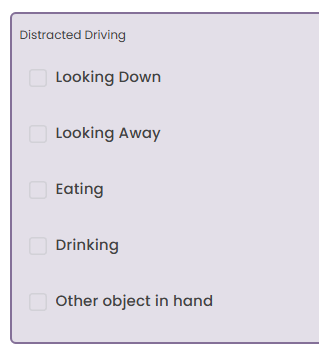 Distracted Driving
Looking Down
Looking Away
Eating
Drinking
Other object in hand